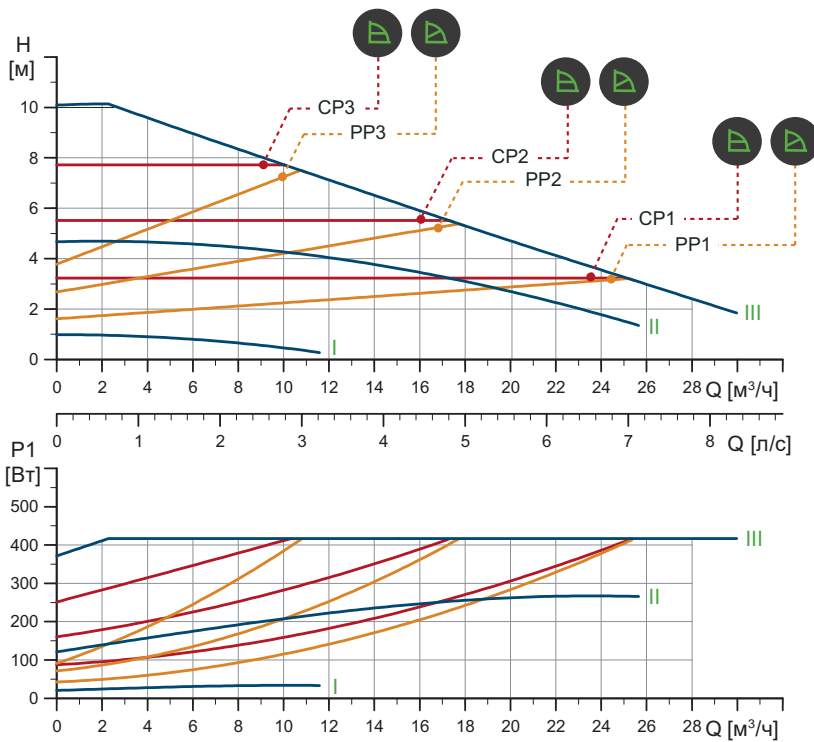 H
[м]
10
8
6
4
2
0
CP3
PP3
CP2
PP2
CP1
PP1
I
II
III
0 2 4 6 8 10 12 14 16 18 20 22 24 26 28 Q [м³/ч]
0 1 2 3 4 5 6 7 8 Q [л/с]
P1
[Вт]
500
400
300
200
100
0
III
II
I
0 2 4 6 8 10 12 14 16 18 20 22 24 26 28 Q [м³/ч]